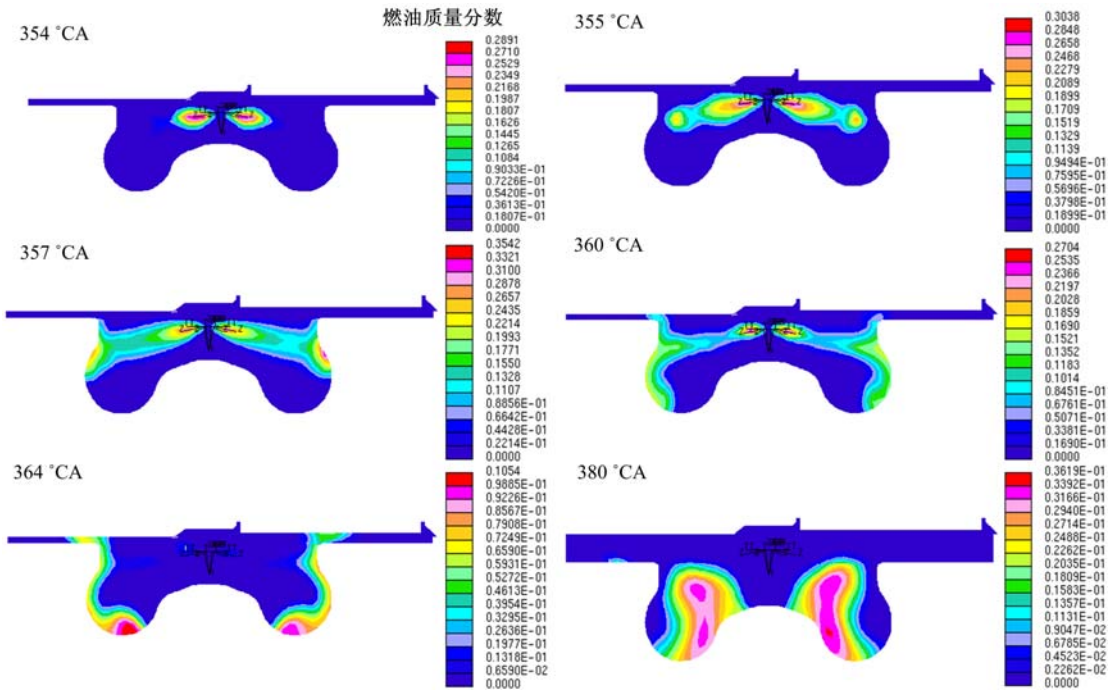 燃油质量分数
354 °CA
0.2891
0.2710
0.2529
0.2349
0.2168
0.1987
0.1807
0.1626
0.1445
0.1265
0.1084
0.9033E-01
0.7226E-01
0.5420E-01
0.3613E-01
0.1807E-01
0.0000
355 °CA
0.3038
0.2848
0.2658
0.2468
0.2279
0.2089
0.1899
0.1709
0.1519
0.1329
0.1139
0.9494E-01
0.7595E-01
0.5696E-01
0.3798E-01
0.1899E-01
0.0000
357 °CA
0.3542
0.3321
0.3100
0.2878
0.2657
0.2435
0.2214
0.1993
0.1771
0.1550
0.1328
0.1107
0.8856E-01
0.6642E-01
0.4428E-01
0.2214E-01
0.0000
360 °CA
0.2704
0.2535
0.2366
0.2197
0.2028
0.1859
0.1690
0.1521
0.1352
0.1183
0.1014
0.8451E-01
0.6761E-01
0.5071E-01
0.3381E-01
0.1690E-01
0.0000
364 °CA
0.1054
0.9885E-01
0.9226E-01
0.8567E-01
0.7908E-01
0.7249E-01
0.6590E-01
0.5931E-01
0.5272E-01
0.4613E-01
0.3954E-01
0.3295E-01
0.2636E-01
0.1977E-01
0.1318E-01
0.6590E-02
0.0000
380 °CA
0.3619E-01
0.3392E-01
0.3166E-01
0.2940E-01
0.2714E-01
0.2488E-01
0.2262E-01
0.2035E-01
0.1809E-01
0.1583E-01
0.1357E-01
0.1131E-01
0.9047E-02
0.6785E-02
0.4523E-02
0.2262E-02
0.0000